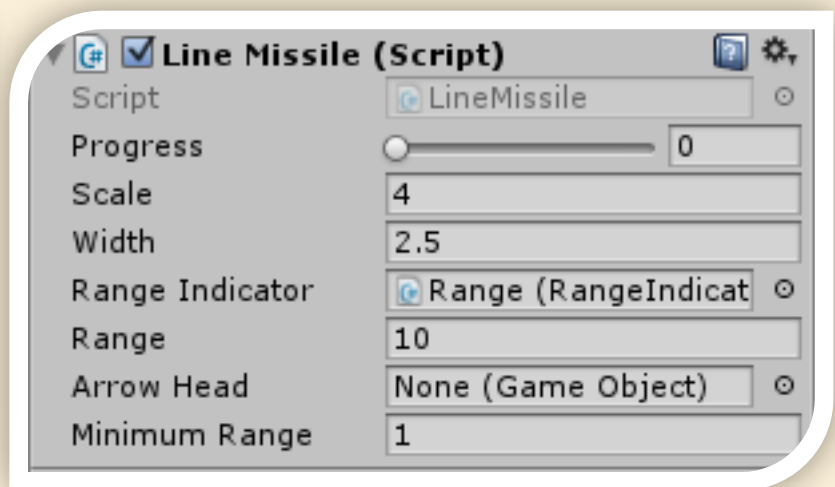 Line Missile (Script)
Script LineMissile
Progress 0
Scale 4
Width 2.5
Range Indicator Range (RangeIndicat
Range 10
Arrow Head None (Game Object)
Minimum Range 1